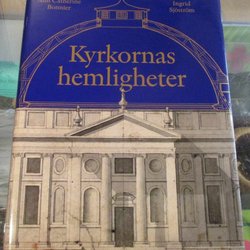 Ann Catherine
Bonnier
Ingrid
Sjöström
Kyrkornas
hemligheter